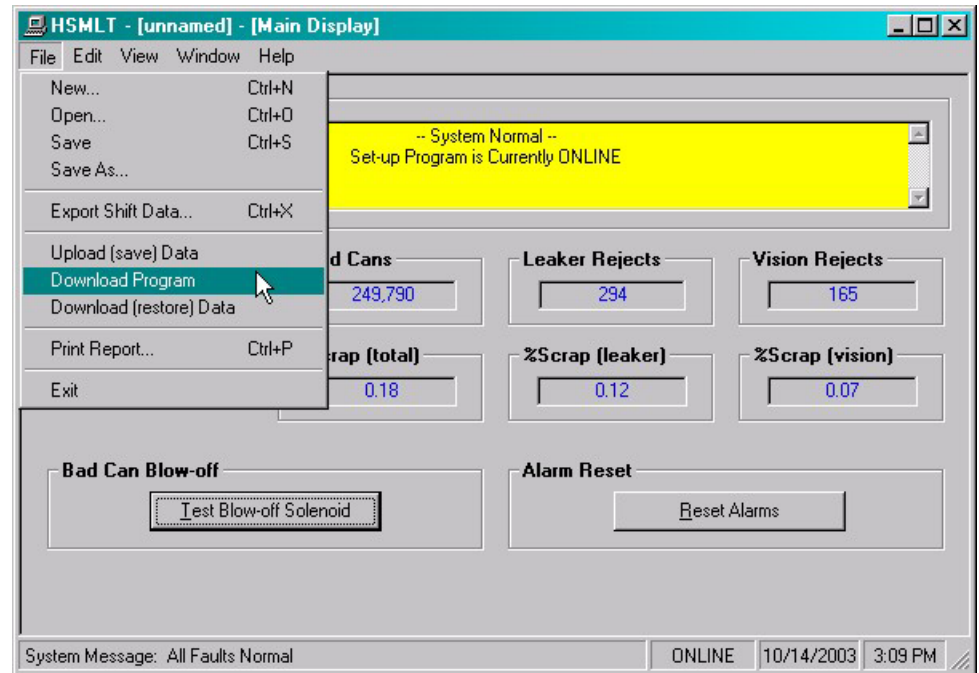 HSMLT - [unnamed] - [Main Display]
File Edit View Window Help
New... Ctrl+N
Open... Ctrl+O
Save Ctrl+S
Save As...
Export Shift Data... Ctrl+X
Upload (save) Data
Download Program
Download (restore) Data
Print Report... Ctrl+P
Exit
-- System Normal --
Set-up Program is Currently ONLINE
d Cans
249,790
Leaker Rejects
294
Vision Rejects
165
rap (total)
0.18
%Scrap (leaker)
0.12
%Scrap (vision)
0.07
Bad Can Blow-off
Test Blow-off Solenoid
Alarm Reset
Reset Alarms
System Message: All Faults Normal
ONLINE
10/14/2003
3:09 PM